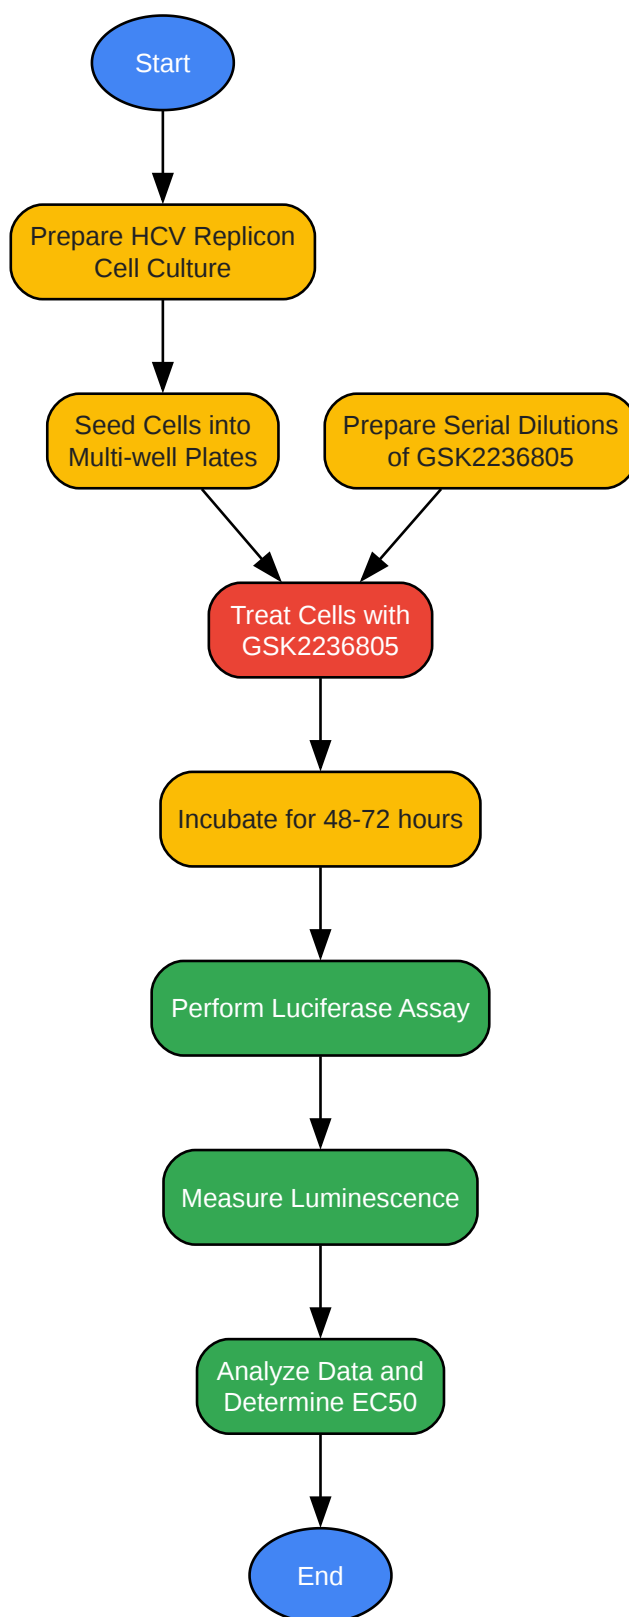 Start
Prepare HCV Replicon
Cell Culture
Seed Cells into
Multi-well Plates
Prepare Serial Dilutions
of GSK2236805
Treat Cells with
GSK2236805
Incubate for 48-72 hours
Perform Luciferase Assay
Measure Luminescence
Analyze Data and
Determine EC50
End